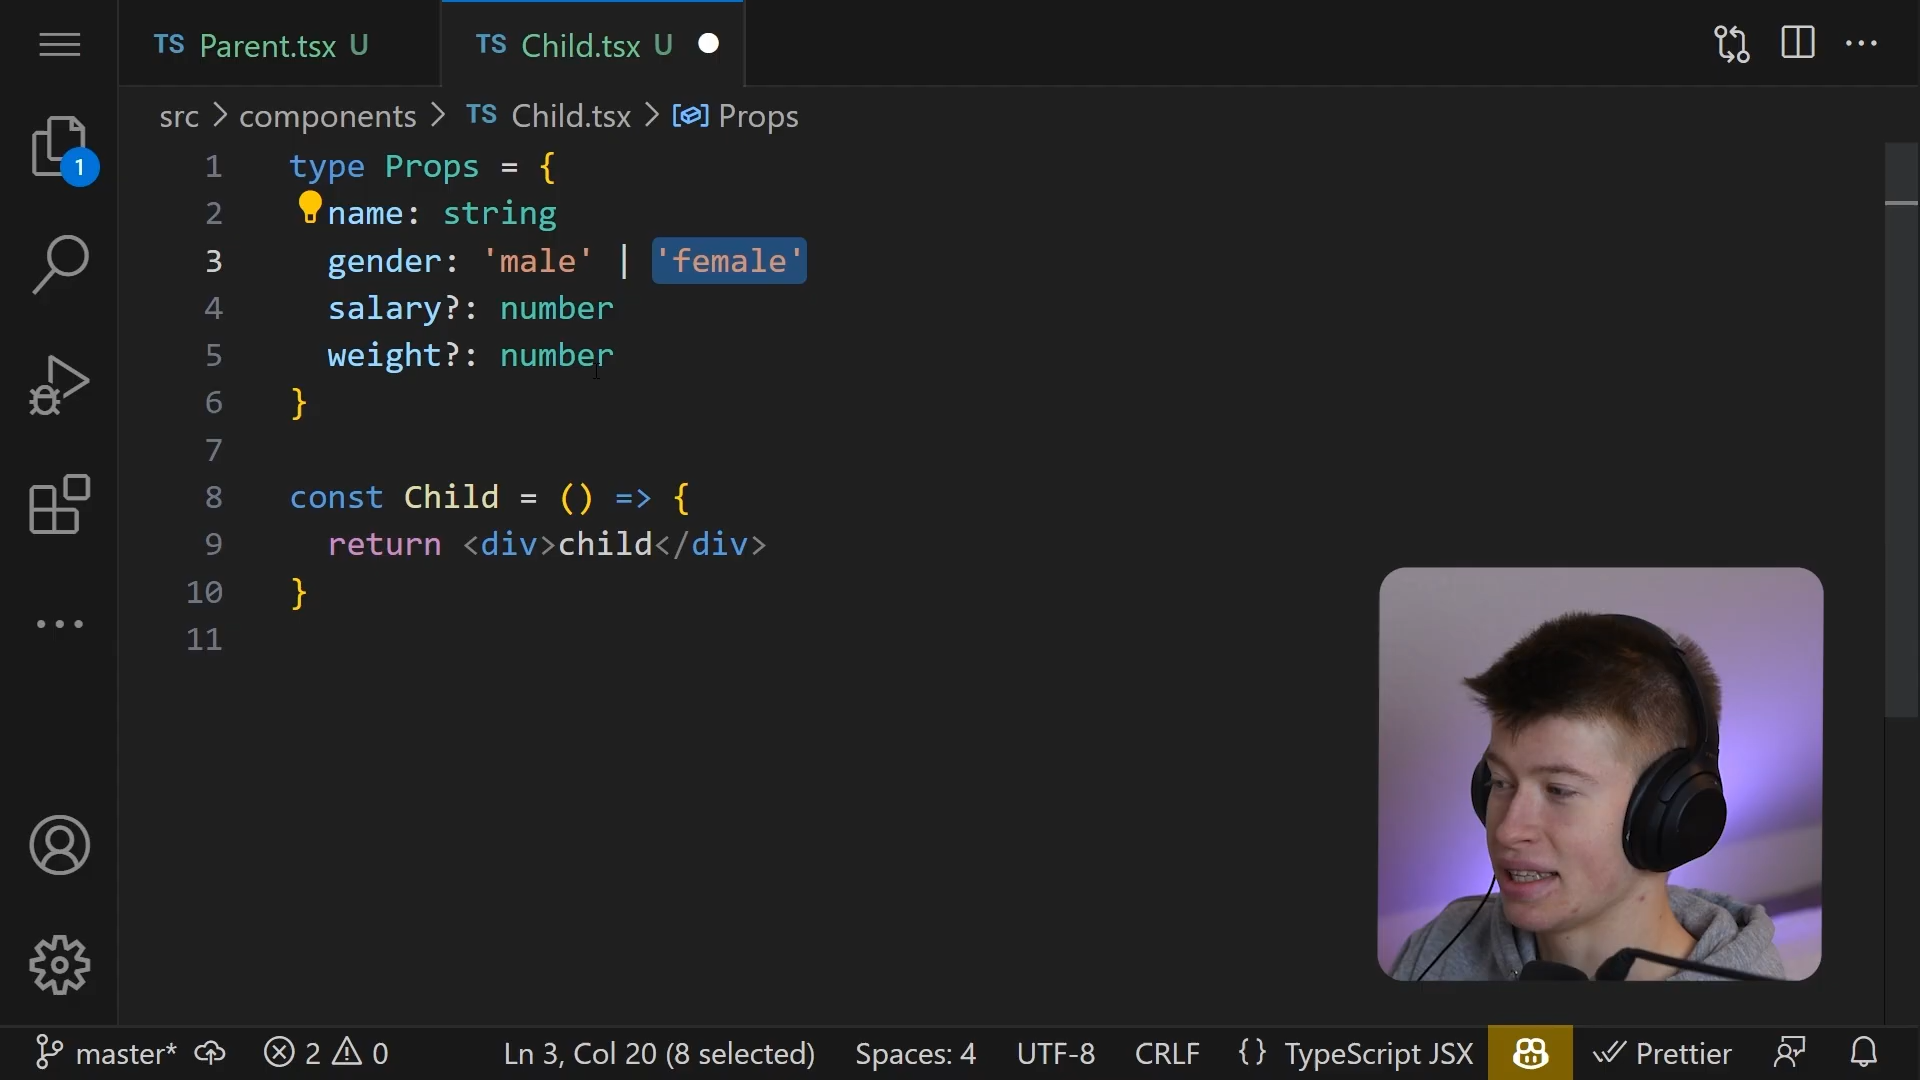 TS Parent.tsx U
TS Child.tsx U
src > components > TS Child.tsx > Props
1
1 type Props = {
2 name: string
3 gender: 'male' | 'female'
4 salary?: number
5 weight?: number
6 }
7
8 const Child = () => {
9 return <div>child</div>
10 }
11
master* 2 0 Ln 3, Col 20 (8 selected) Spaces: 4 UTF-8 CRLF {} TypeScript JSX Prettier